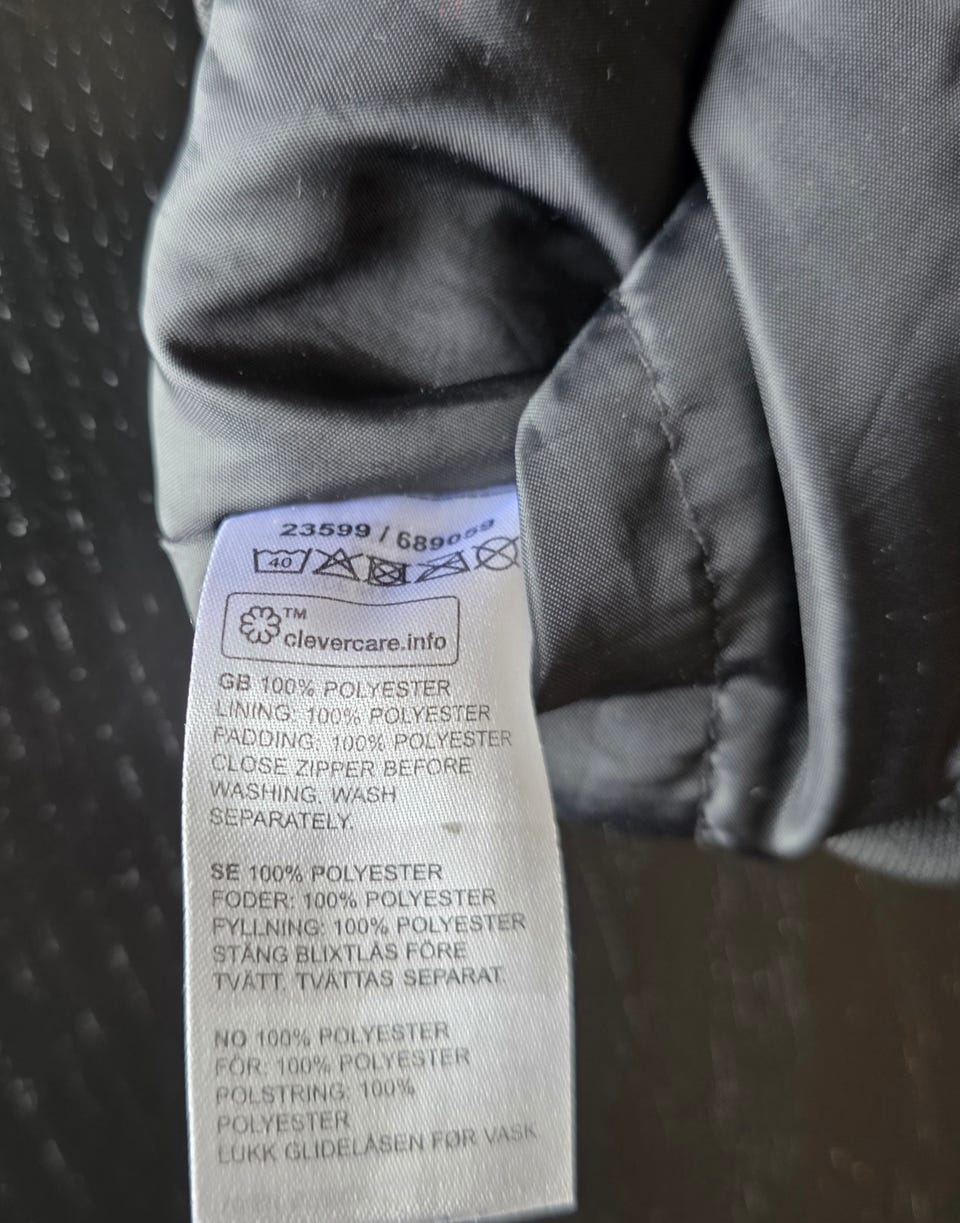 23599 / 689059
40
TM
clevercare.info
GB 100% POLYESTER
LINING: 100% POLYESTER
PADDING: 100% POLYESTER
CLOSE ZIPPER BEFORE
WASHING. WASH
SEPARATELY.
SE 100% POLYESTER
FODER: 100% POLYESTER
FYLLNING: 100% POLYESTER
STÄNG BLIXTLÅS FÖRE
TVÄTT. TVÄTTAS SEPARAT.
NO 100% POLYESTER
FÔR: 100% POLYESTER
POLSTRING: 100%
POLYESTER
LUKK GLIDELÅSEN FØR VASK